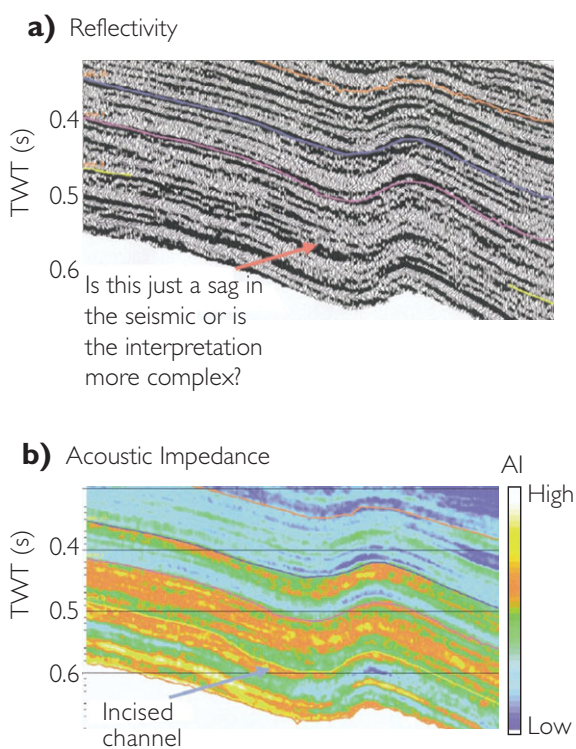 a) Reflectivity
TWT (s)
0.4
0.5
0.6
Is this just a sag in
the seismic or is
the interpretation
more complex?
b) Acoustic Impedance
AI
High
TWT (s)
0.4
0.5
0.6
Incised
channel
Low